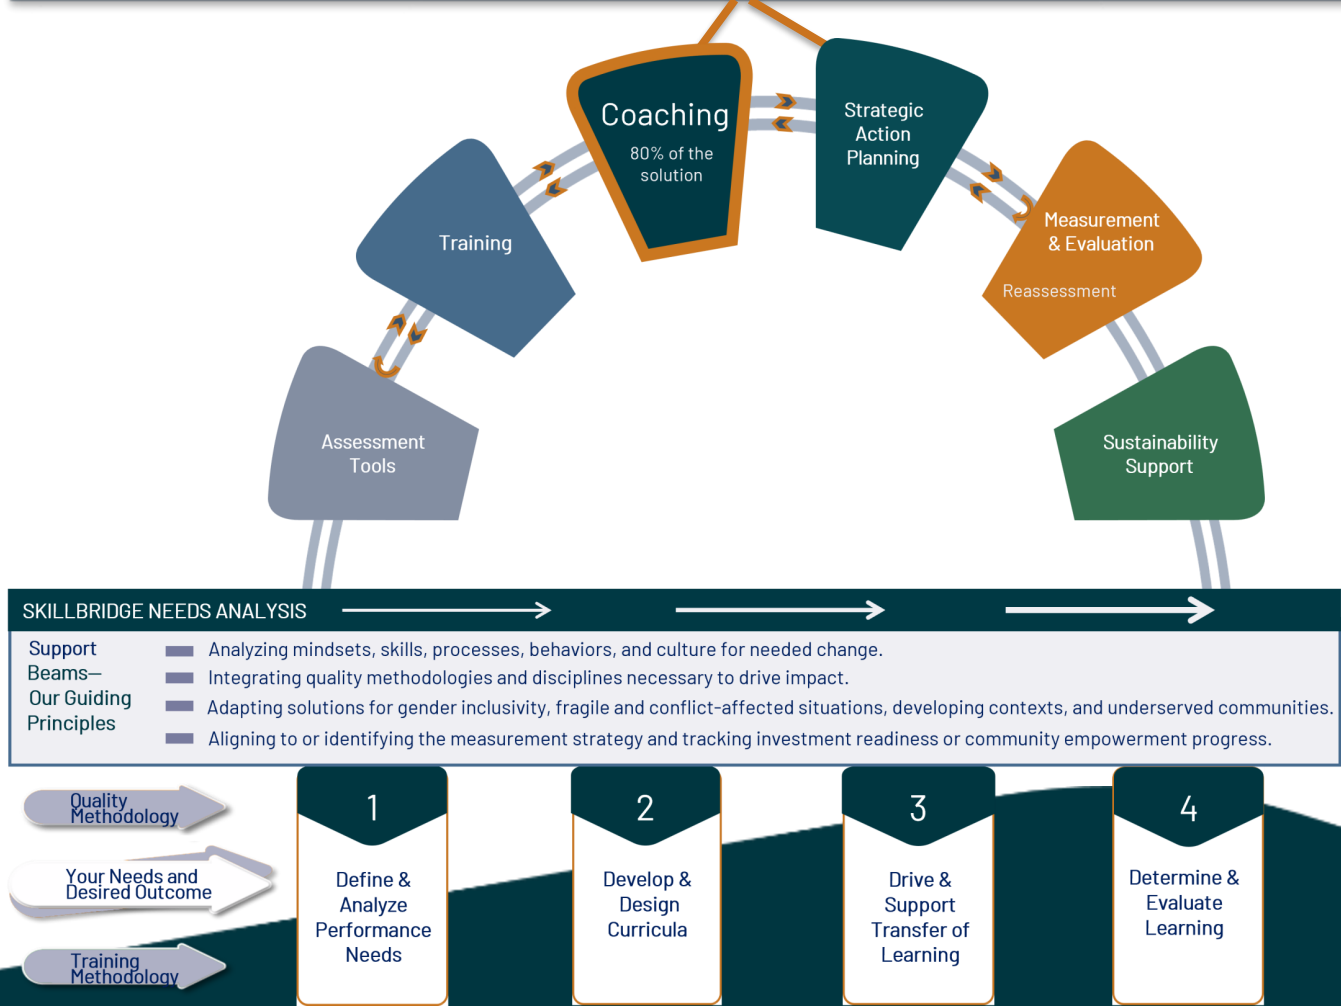 Coaching
80% of the
solution
Strategic
Action
Planning
Training
Measurement
& Evaluation
Reassessment
Assessment
Tools
Sustainability
Support
SKILLBRIDGE NEEDS ANALYSIS
Support
Beams—
Our Guiding
Principles
Analyzing mindsets, skills, processes, behaviors, and culture for needed change.
Integrating quality methodologies and disciplines necessary to drive impact.
Adapting solutions for gender inclusivity, fragile and conflict-affected situations, developing contexts, and underserved communities.
Aligning to or identifying the measurement strategy and tracking investment readiness or community empowerment progress.
Quality
Methodology
Your Needs and
Desired Outcome
Training
Methodology
1
Define &
Analyze
Performance
Needs
2
Develop &
Design
Curricula
3
Drive &
Support
Transfer of
Learning
4
Determine &
Evaluate
Learning